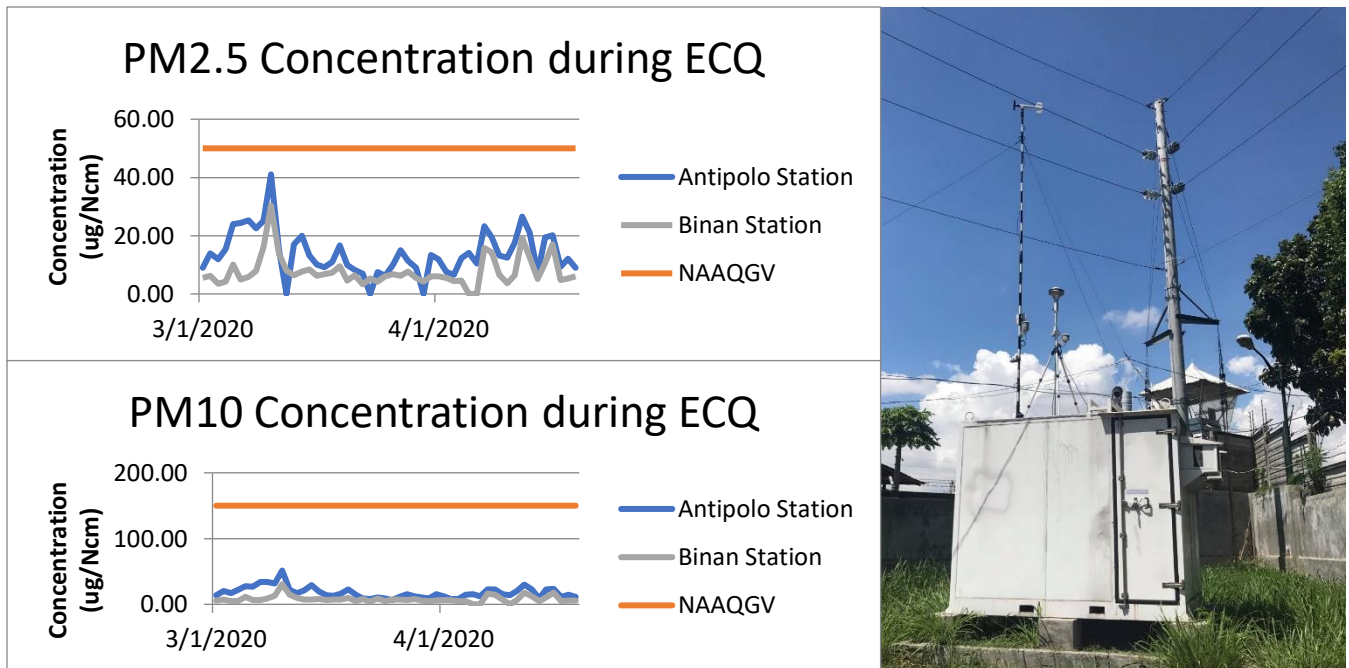 PM2.5 Concentration during ECQ
Concentration
(ug/Ncm)
60.00
40.00
20.00
0.00
3/1/2020
4/1/2020
Antipolo Station
Binan Station
NAAQGV
PM10 Concentration during ECQ
Concentration
(ug/Ncm)
200.00
100.00
0.00
3/1/2020
4/1/2020
Antipolo Station
Binan Station
NAAQGV